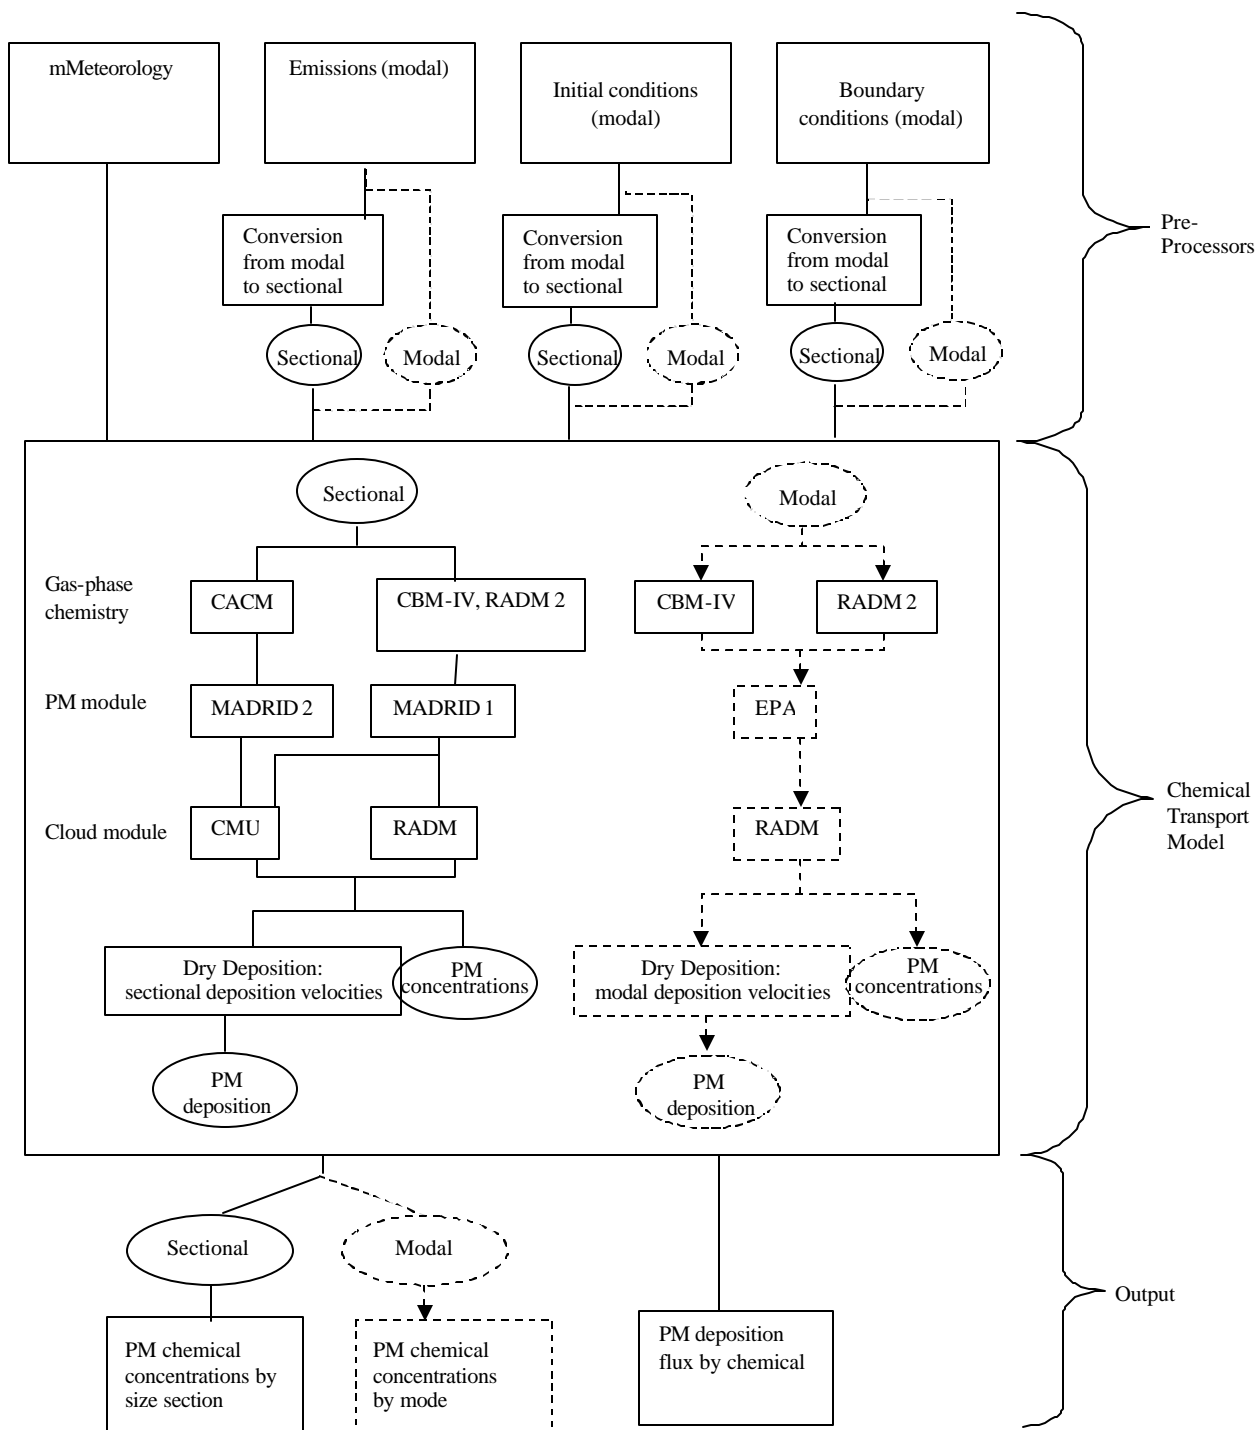 mMeteorology
Emissions (modal)
Initial conditions
(modal)
Boundary
conditions (modal)
Conversion
from modal
to sectional
Conversion
from modal
to sectional
Conversion
from modal
to sectional
Pre-
Processors
Sectional
Modal
Sectional
Modal
Sectional
Modal
Sectional
Modal
Gas-phase
chemistry
CACM
CBM-IV, RADM 2
CBM-IV
RADM 2
PM module
MADRID 2
MADRID 1
EPA
Cloud module
CMU
RADM
RADM
Chemical
Transport
Model
Dry Deposition:
sectional deposition velocities
PM
concentrations
Dry Deposition:
modal deposition velocities
PM
concentrations
PM
deposition
PM
deposition
Sectional
Modal
Output
PM chemical
concentrations by
size section
PM chemical
concentrations
by mode
PM deposition
flux by chemical